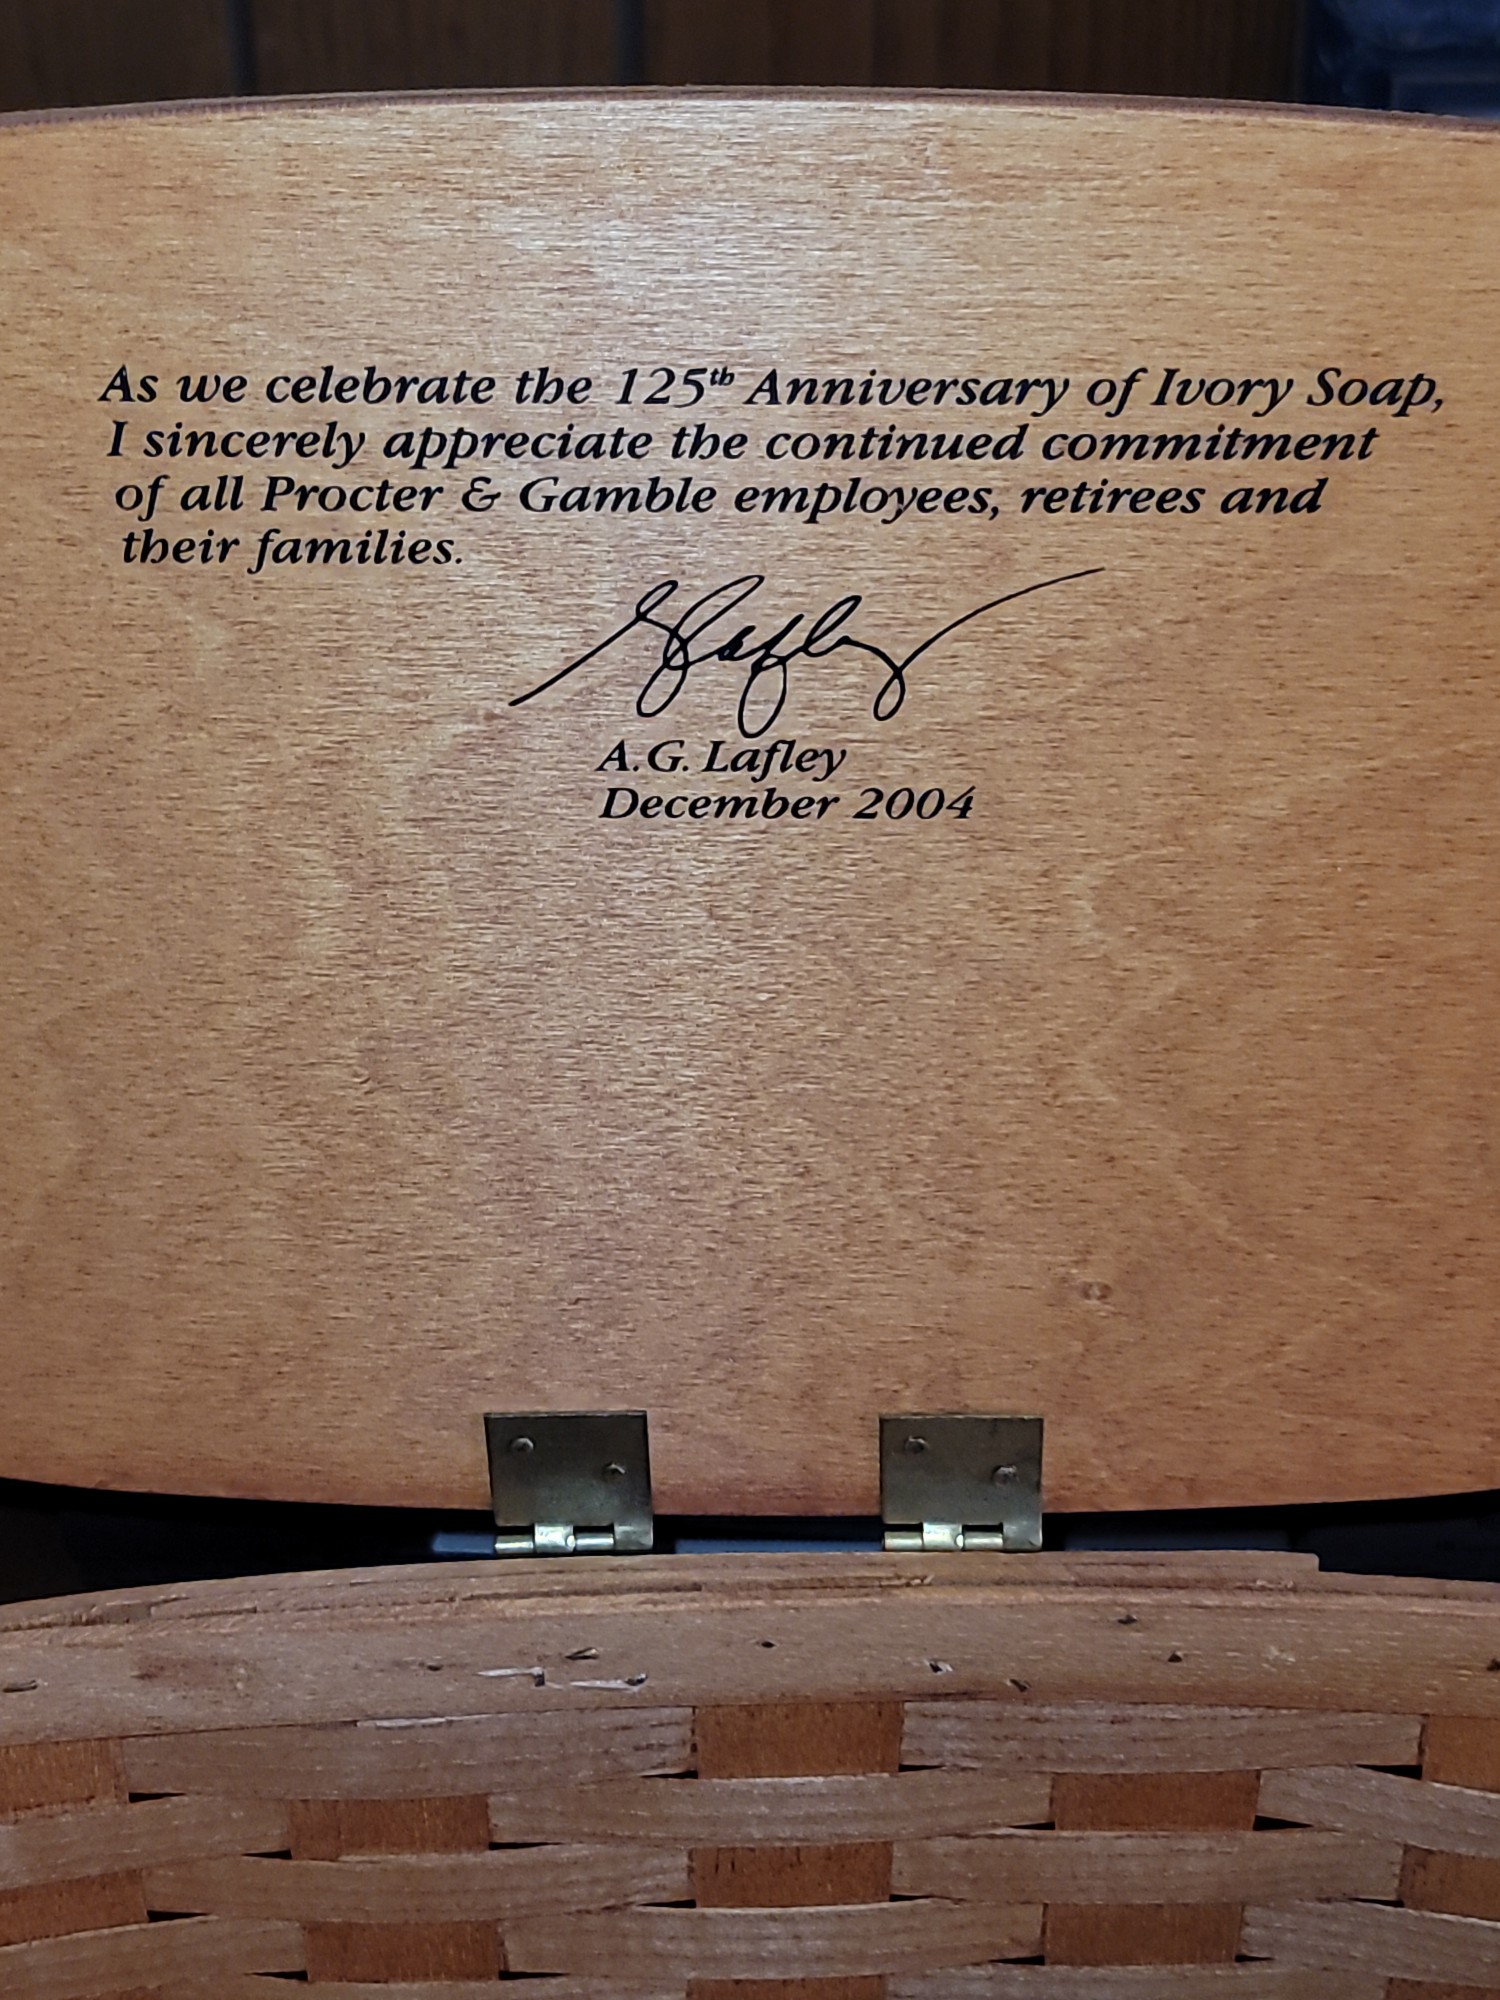 As we celebrate the 125th Anniversary of Ivory Soap,
I sincerely appreciate the continued commitment
of all Procter & Gamble employees, retirees and
their families.
AGLafley
A.G. Lafley
December 2004